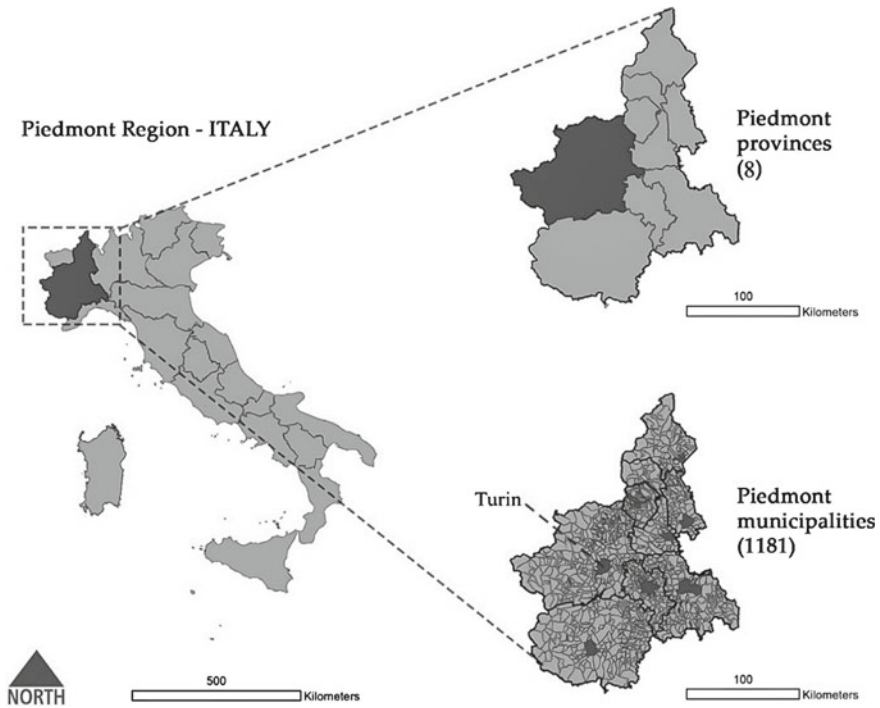 Piedmont Region - ITALY
Piedmont
provinces
(8)
100
Kilometers
Turin
Piedmont
municipalities
(1181)
NORTH
500
Kilometers
100
Kilometers